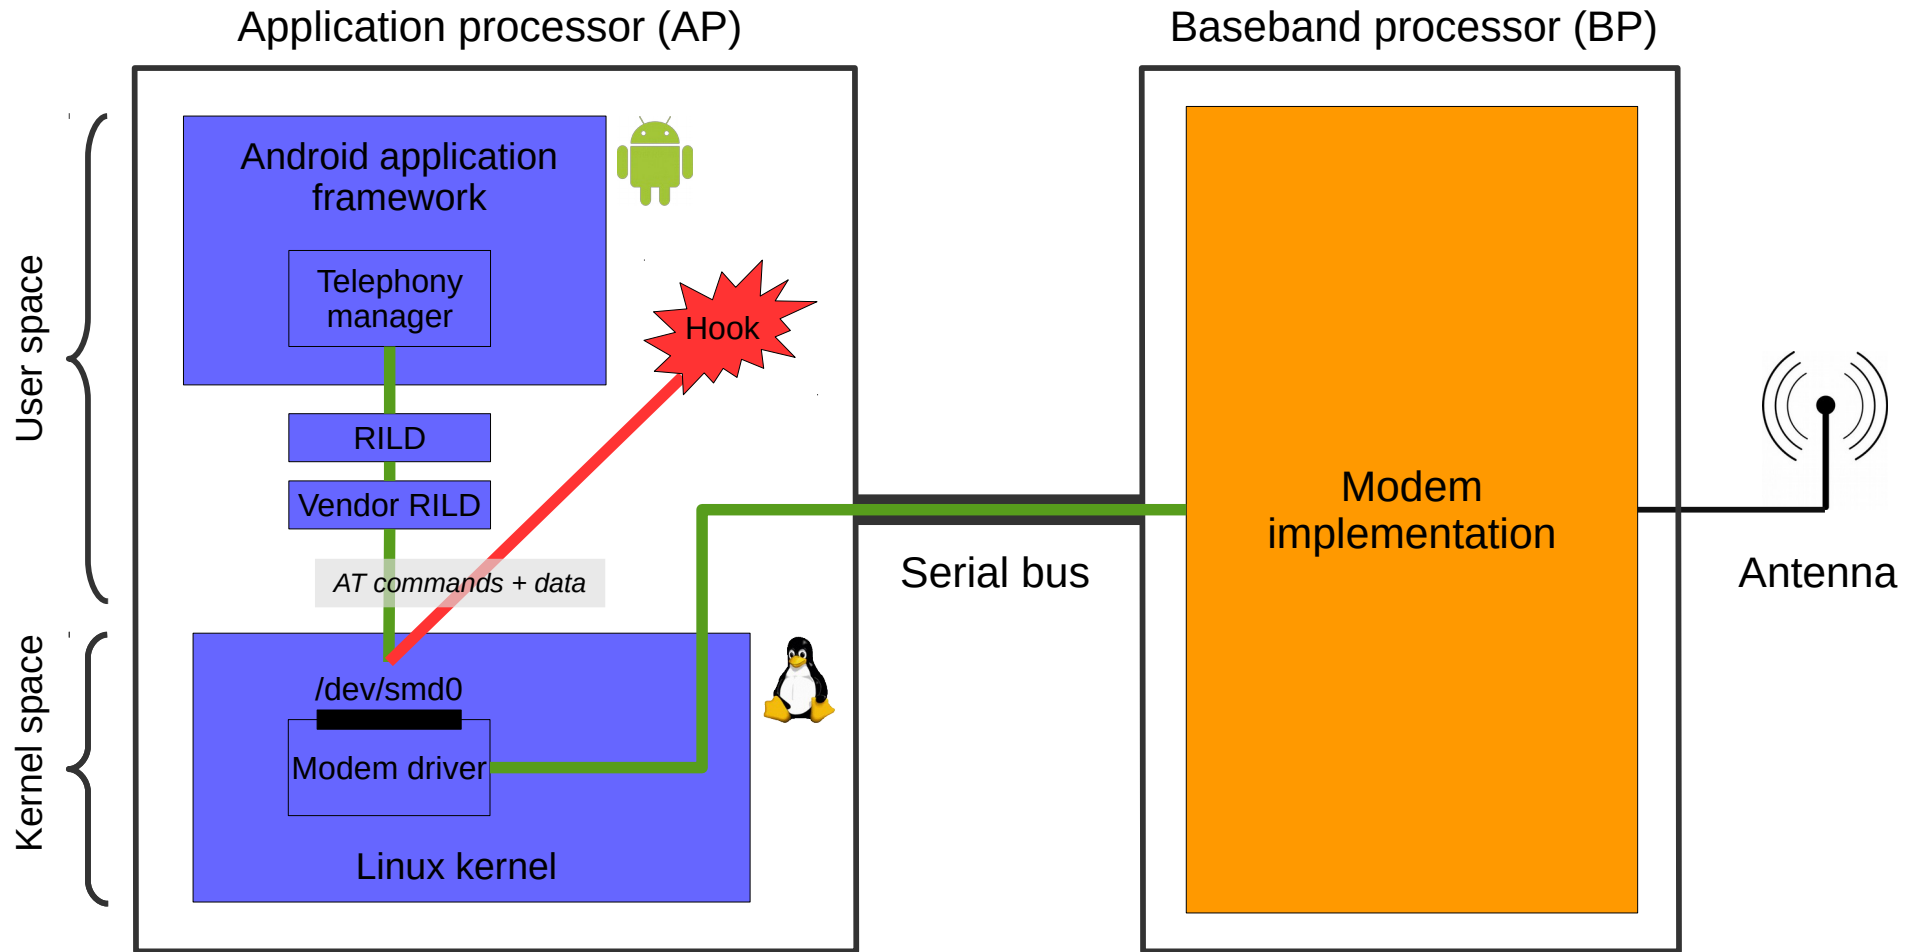 Application processor (AP)
Baseband processor (BP)
User space
Android application
framework
Telephony
manager
Hook
RILD
Vendor RILD
AT commands + data
Kernel space
/dev/smd0
Modem driver
Linux kernel
Serial bus
Modem
implementation
Antenna